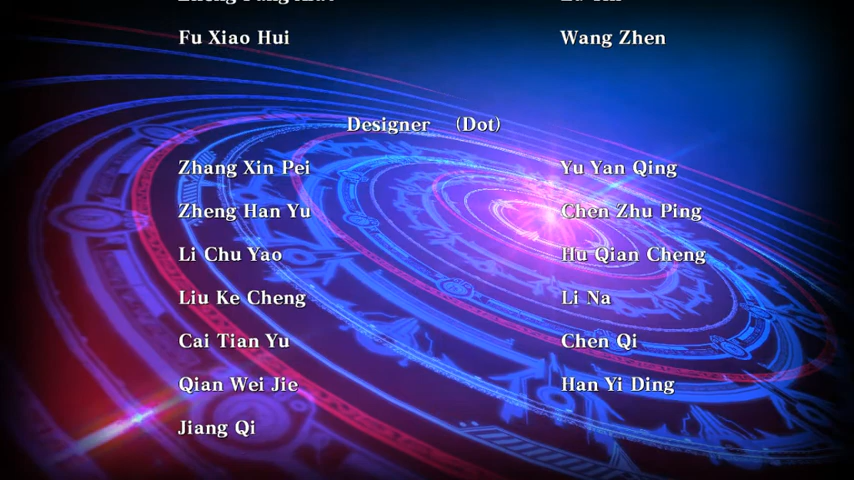 Fu Xiao Hui Wang Zhen
Designer (Dot)
Zhang Xin Pei Yu Yan Qing
Zheng Han Yu Chen Zhu Ping
Li Chu Yao Hu Qian Cheng
Liu Ke Cheng Li Na
Cai Tian Yu Chen Qi
Qian Wei Jie Han Yi Ding
Jiang Qi